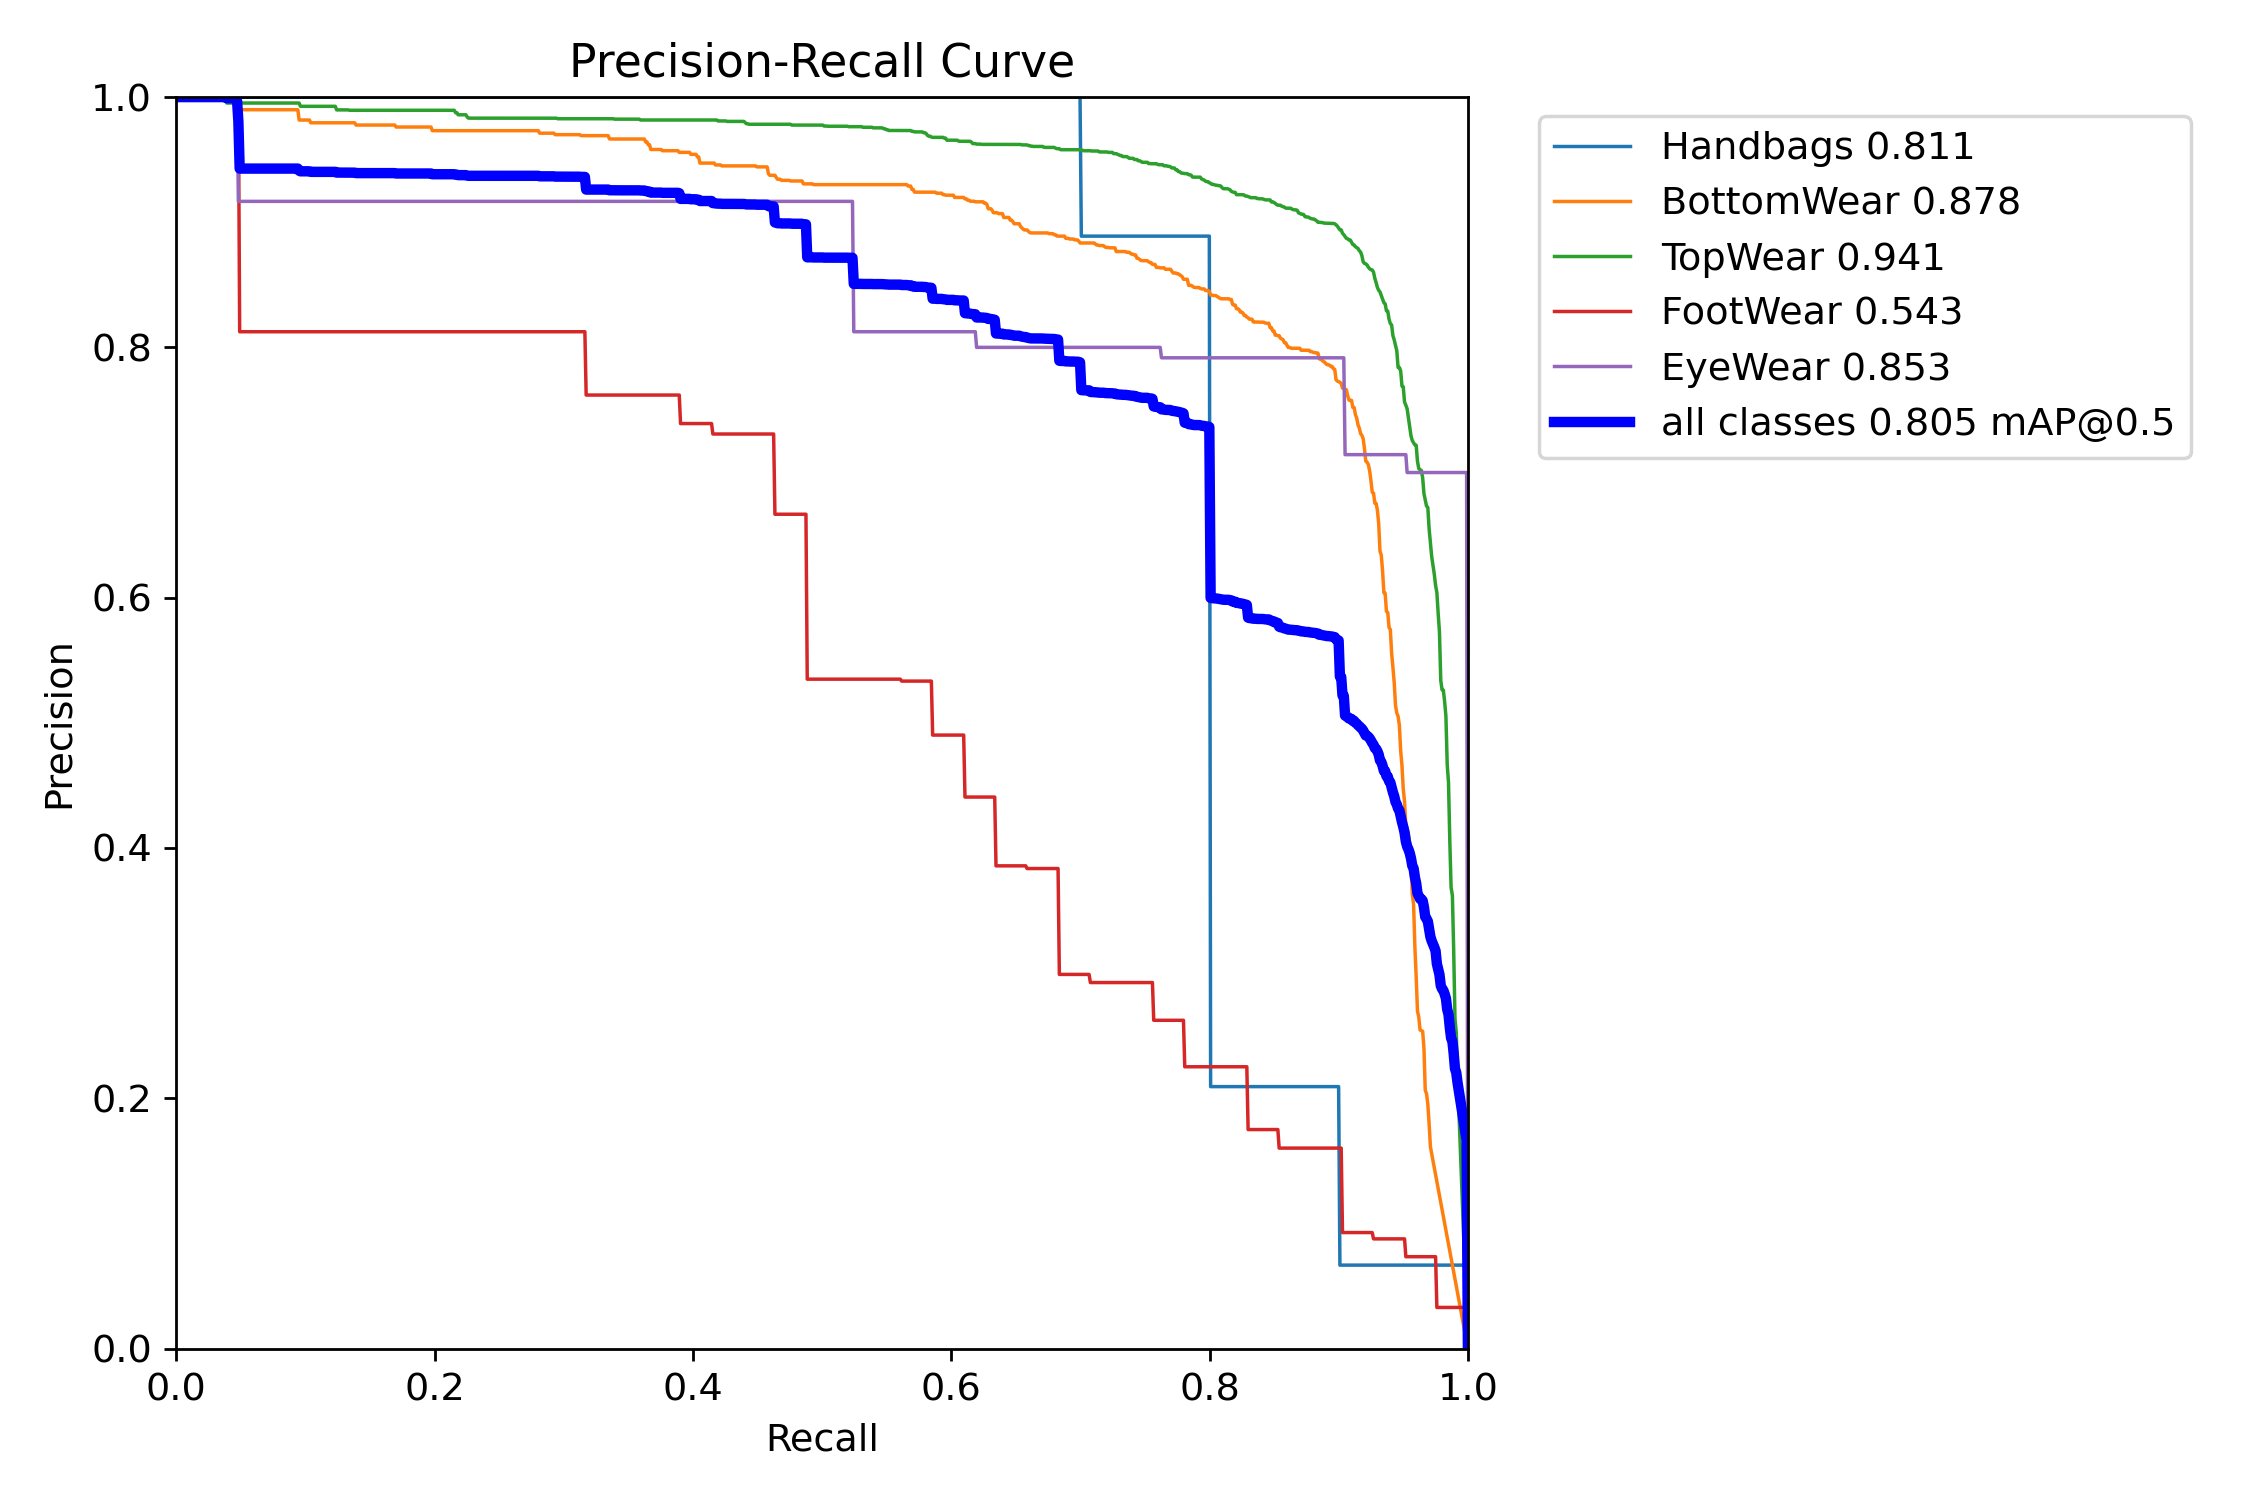 Precision-Recall Curve
1.0
0.8
0.6
0.4
0.2
0.0
Precision
0.0 0.2 0.4 0.6 0.8 1.0
Recall
Handbags 0.811
BottomWear 0.878
TopWear 0.941
FootWear 0.543
EyeWear 0.853
all classes 0.805 mAP@0.5